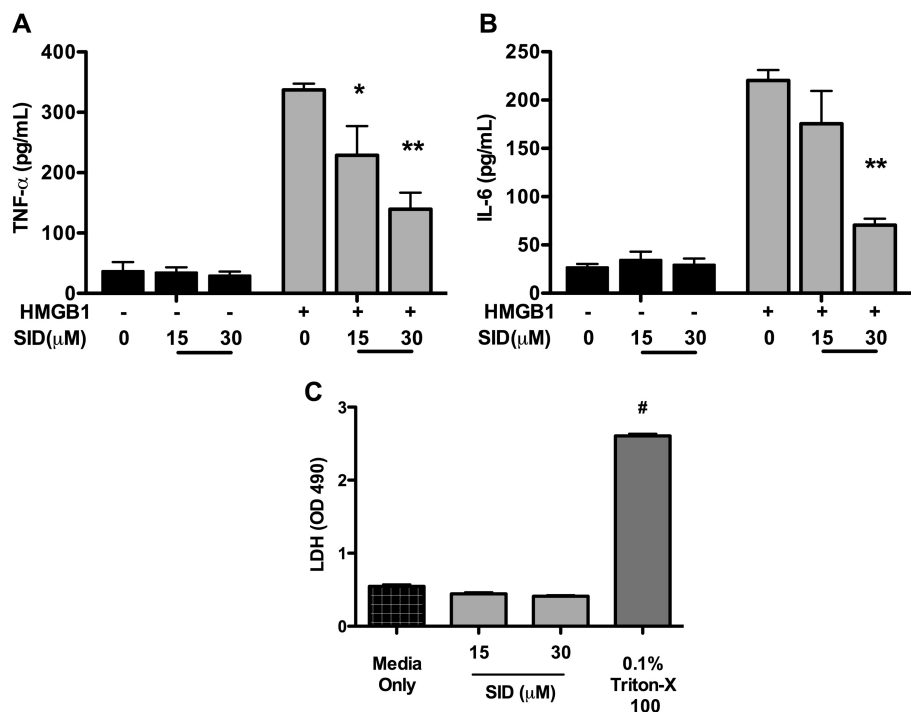 A
TNF-α (pg/mL)
400
300
200
100
0
*
**
HMGB1 - - - + + +
SID(μM) 0 15 30 0 15 30
B
IL-6 (pg/mL)
250
200
150
100
50
0
**
HMGB1 - - - + + +
SID(μM) 0 15 30 0 15 30
C
LDH (OD 490)
3
2
1
0
#
Media
Only
15 30
SID (μM)
0.1%
Triton-X
100